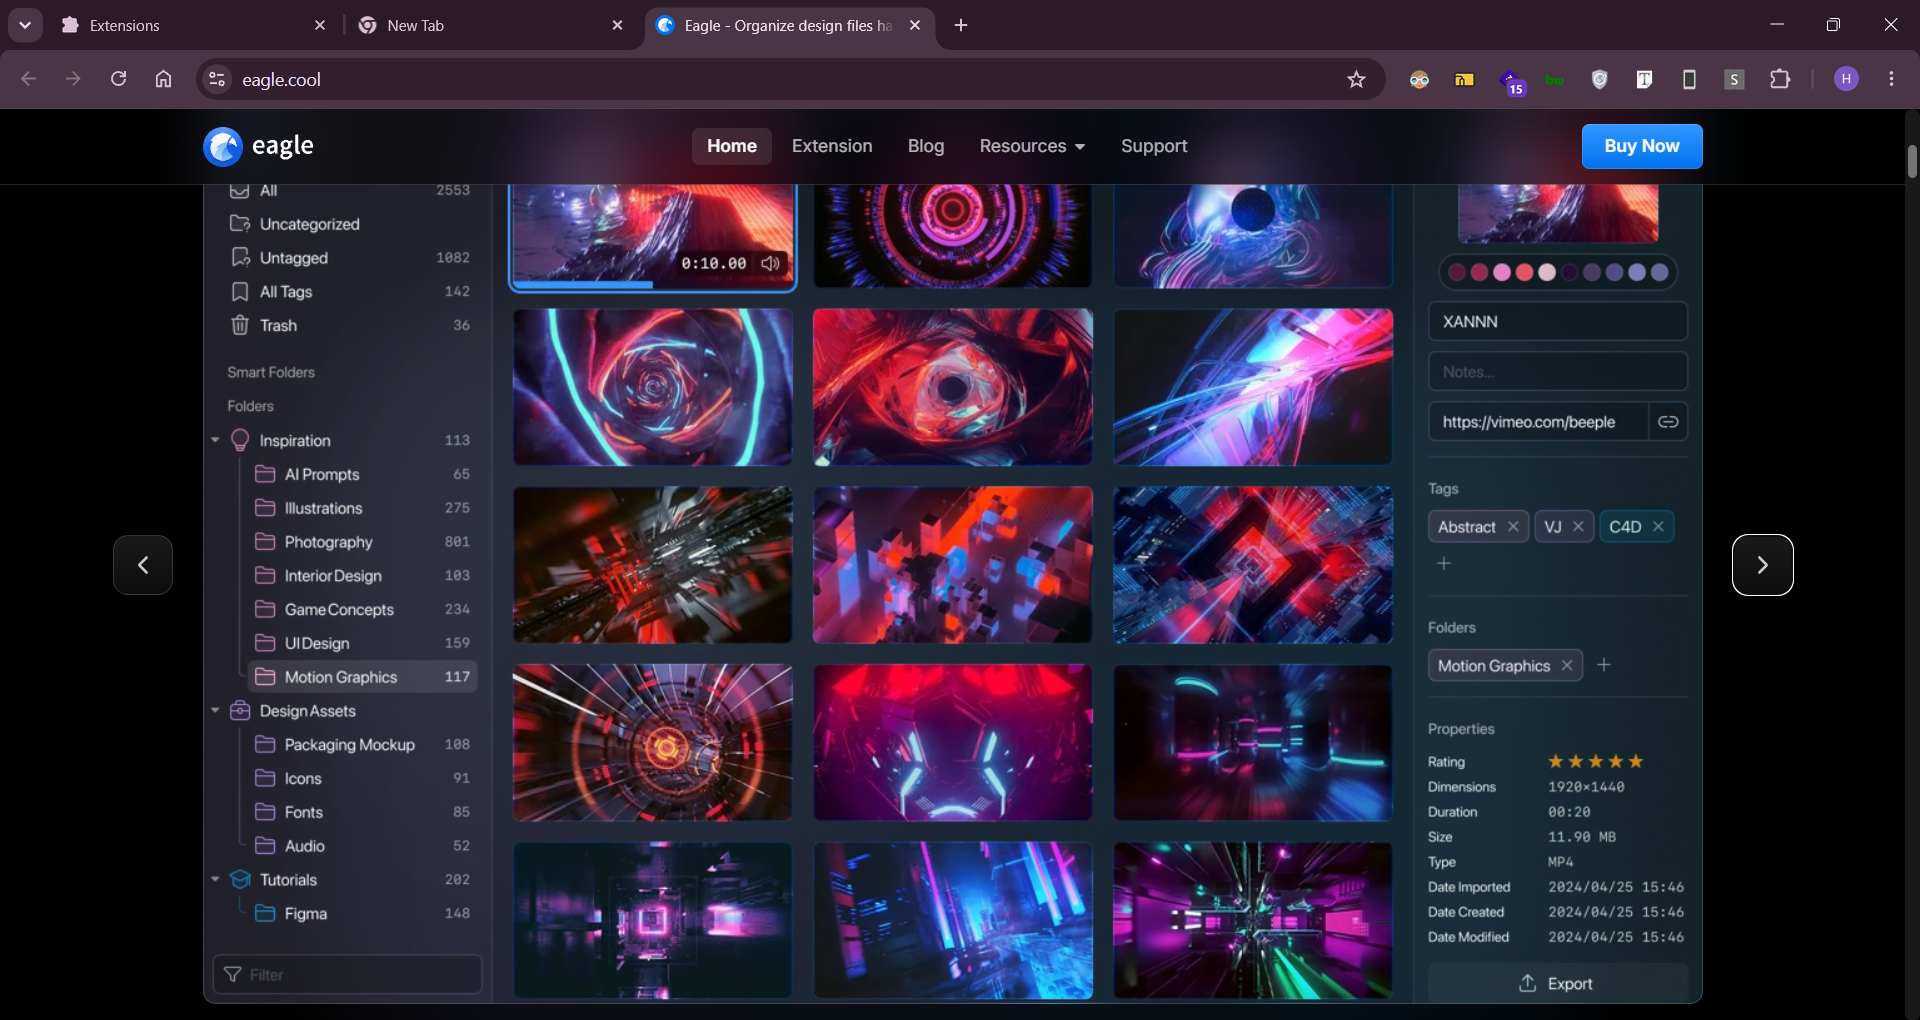 Extensions
New Tab
Eagle - Organize design files ha
eagle.cool
15
bw
T
S
H
eagle
Home
Extension
Blog
Resources
Support
Buy Now
All 2553
Uncategorized
Untagged 1082
All Tags 142
Trash 36
Smart Folders
Folders
Inspiration 113
AI Prompts 65
Illustrations 275
Photography 801
Interior Design 103
Game Concepts 234
UI Design 159
Motion Graphics 117
Design Assets
Packaging Mockup 108
Icons 91
Fonts 85
Audio 52
Tutorials 202
Figma 148
Filter
0:10.00
XANNN
Notes...
https://vimeo.com/beeple
Tags
Abstract
VJ
C4D
Folders
Motion Graphics
Properties
Rating
Dimensions 1920×1440
Duration 00:20
Size 11.90 MB
Type MP4
Date Imported 2024/04/25 15:46
Date Created 2024/04/25 15:46
Date Modified 2024/04/25 15:46
Export